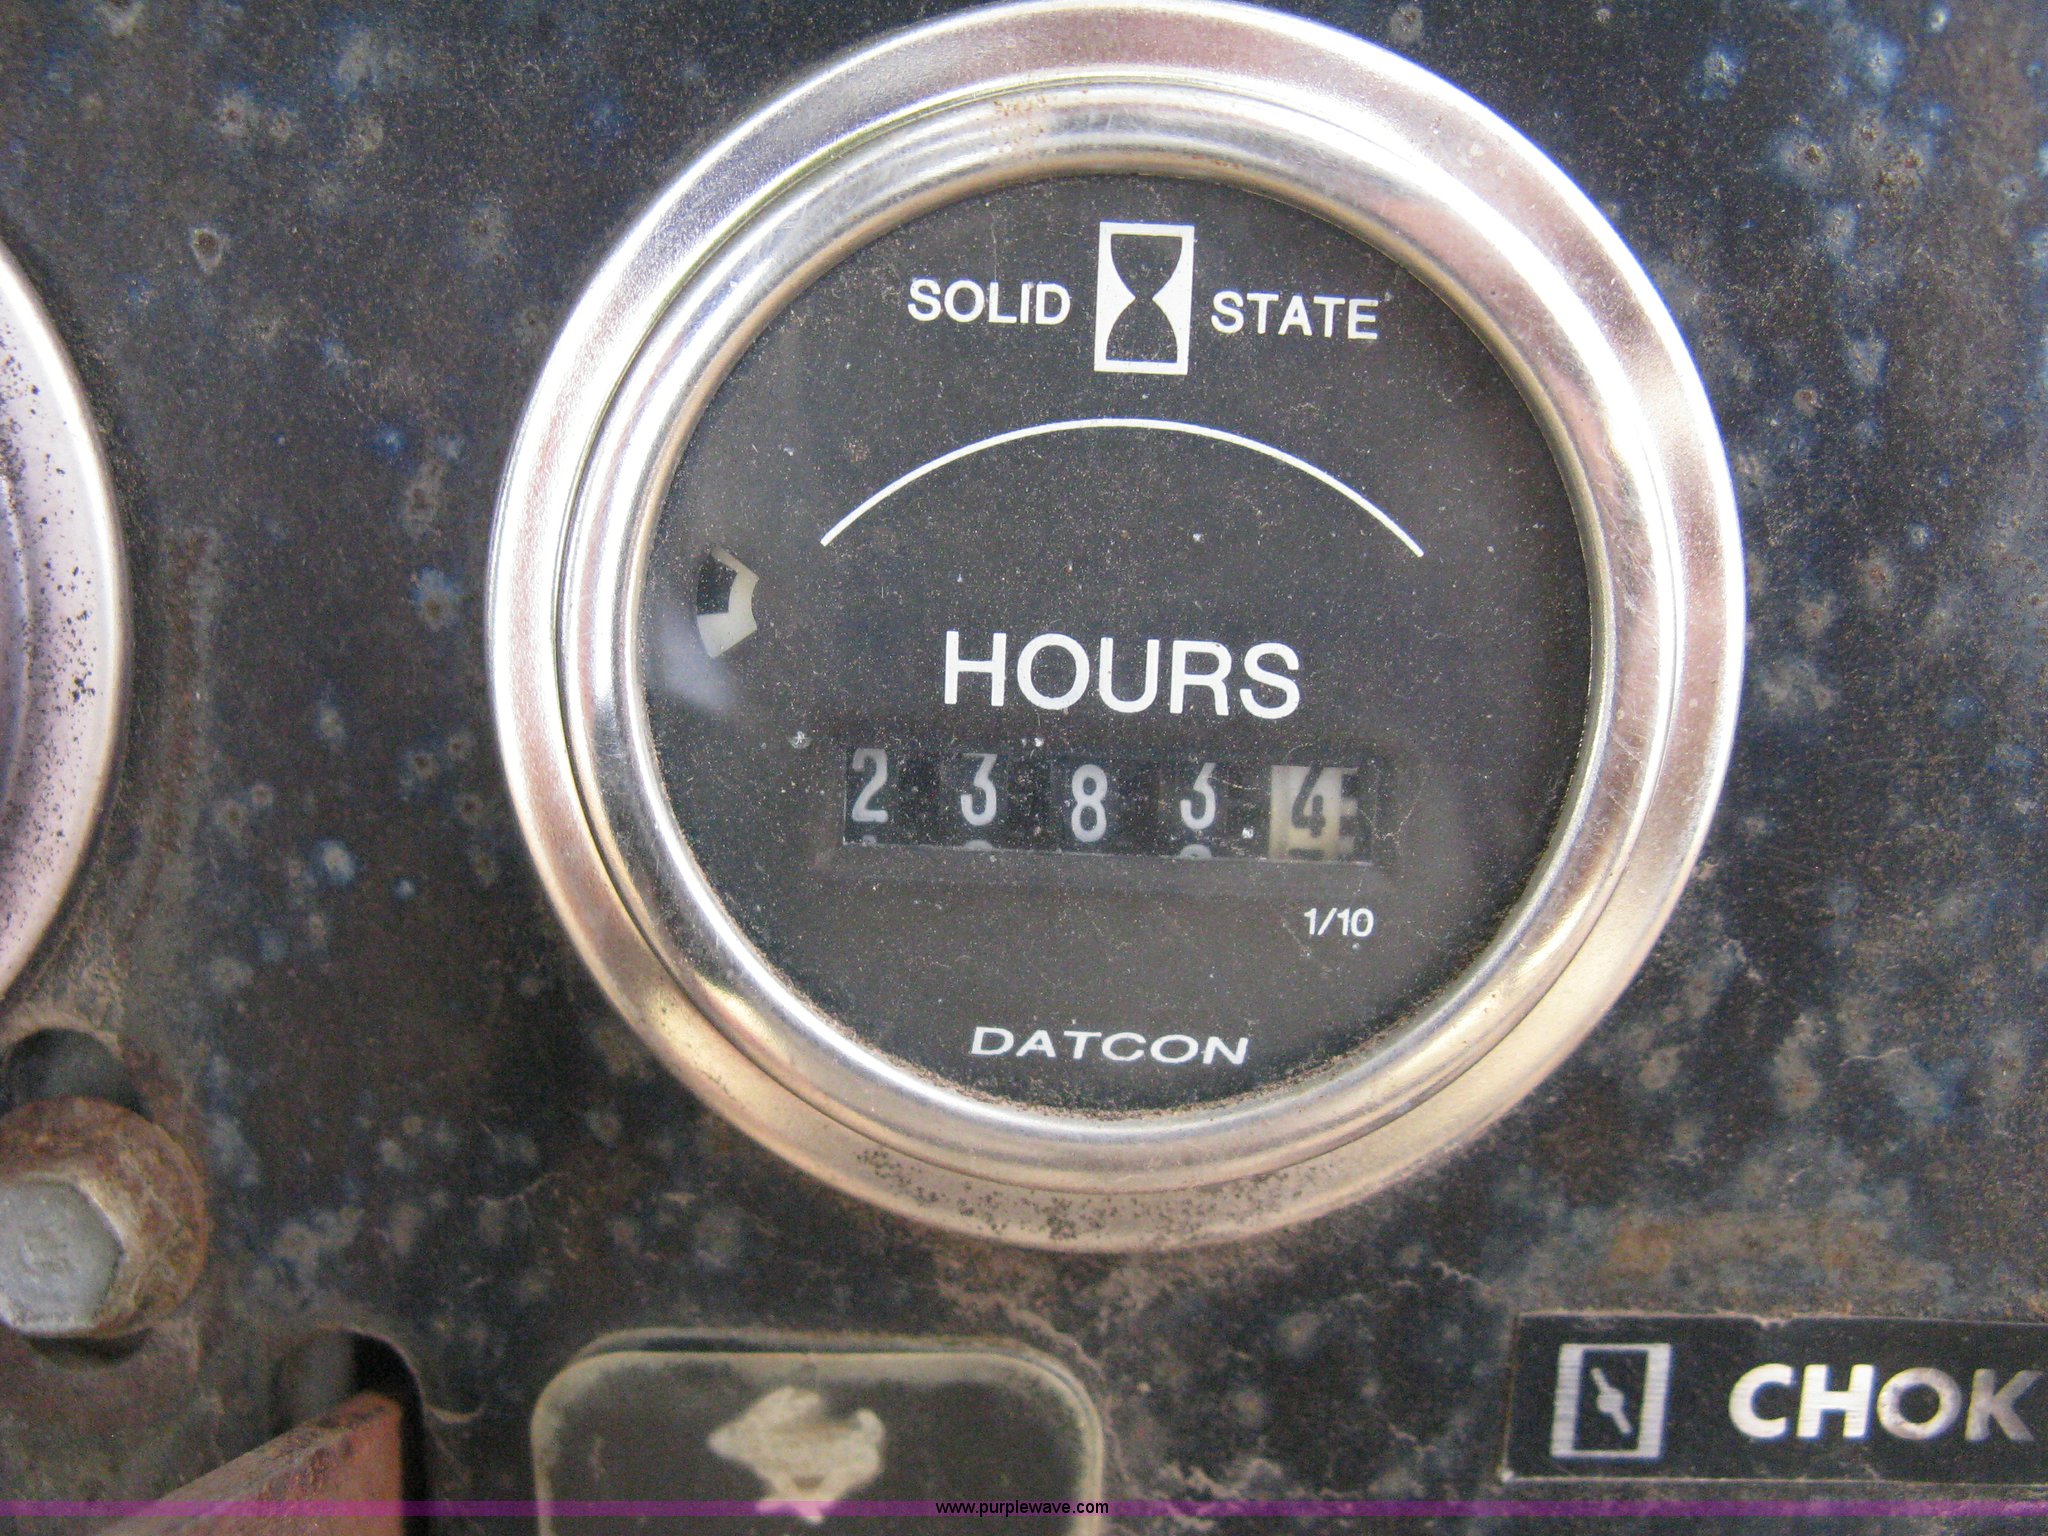 SOLID STATE
HOURS
2 3 8 3 4
1/10
DATCON
CHOK
www.purplewave.com